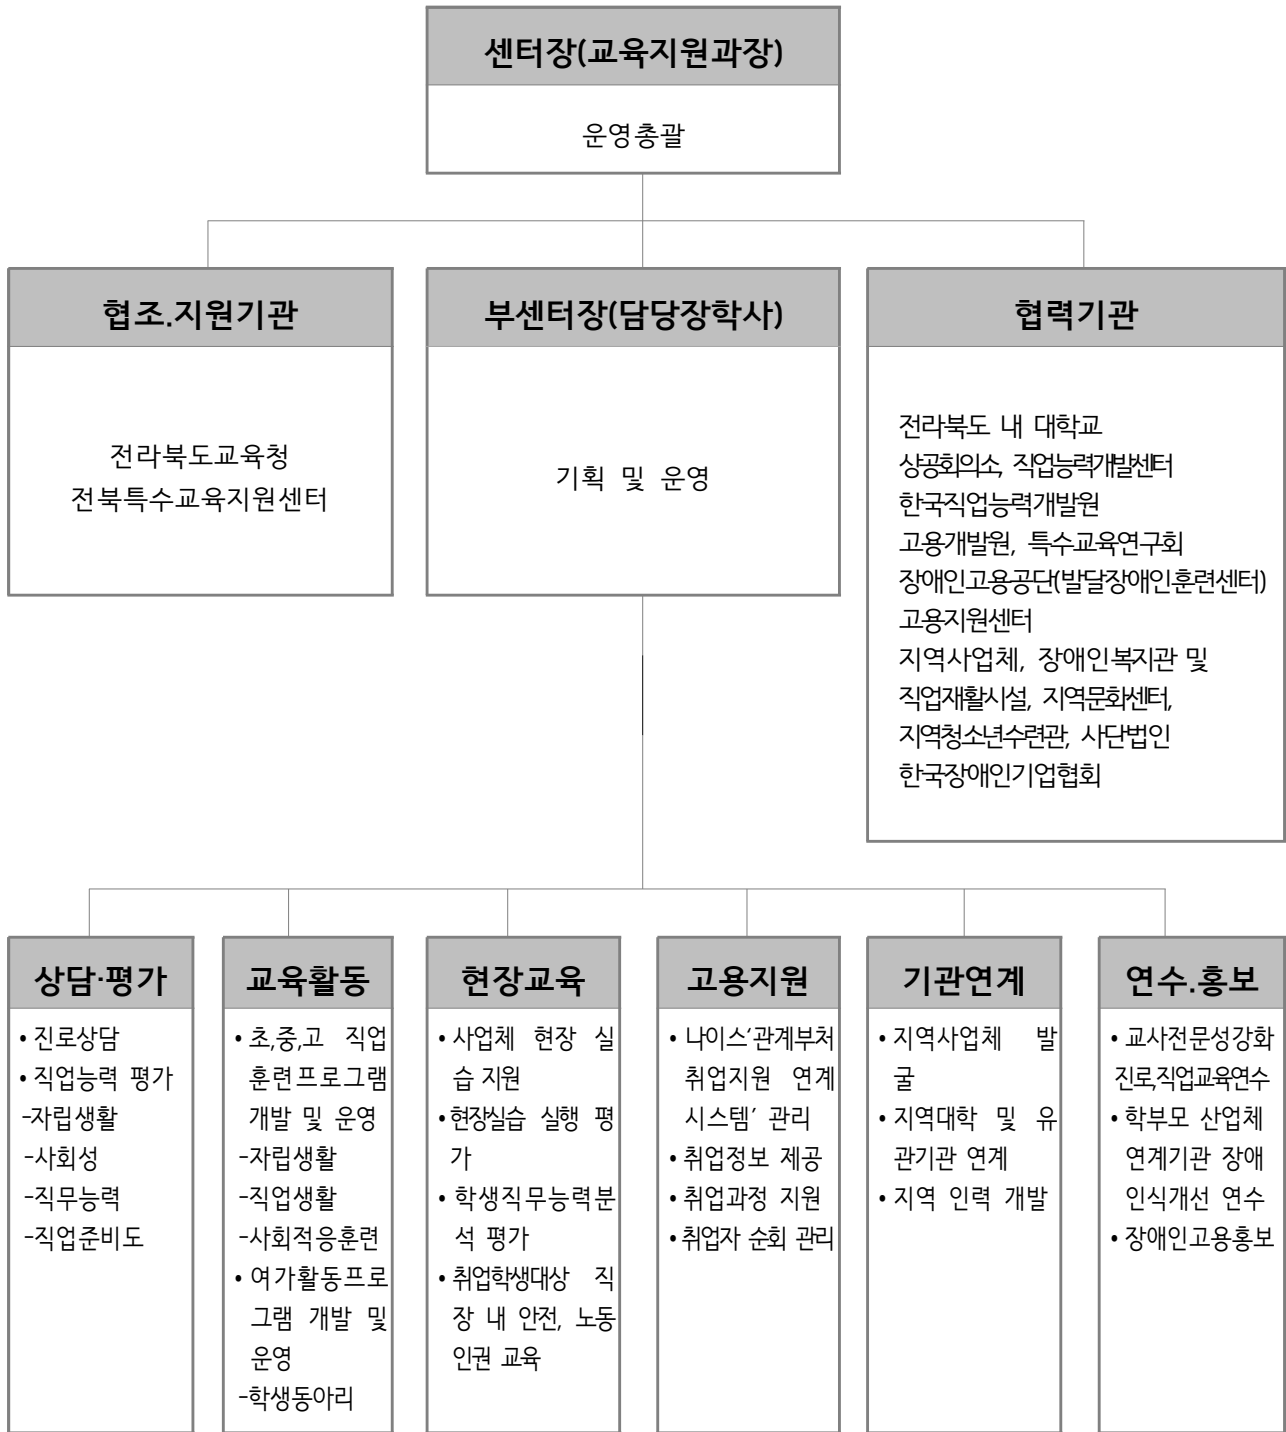 센터장(교육지원과장)
운영총괄
협조.지원기관
전라북도교육청
전북특수교육지원센터
부센터장(담당장학사)
기획 및 운영
협력기관
전라북도 내 대학교
상공회의소, 직업능력개발센터
한국직업능력개발원
고용개발원, 특수교육연구회
장애인고용공단(발달장애인훈련센터)
고용지원센터
지역사업체, 장애인복지관 및
직업재활시설, 지역문화센터,
지역청소년수련관, 사단법인
한국장애인기업협회
상담·평가
• 진로상담
• 직업능력 평가
-자립생활
-사회성
-직무능력
-직업준비도
교육활동
• 초,중,고 직업
훈련프로그램
개발 및 운영
-자립생활
-직업생활
-사회적응훈련
• 여가활동프로
그램 개발 및
운영
-학생동아리
현장교육
• 사업체 현장 실
습 지원
• 현장실습 실행 평
가
• 학생직무능력분
석 평가
• 취업학생대상 직
장 내 안전, 노동
인권 교육
고용지원
• 나이스‘관계부처
취업지원 연계
시스템’ 관리
• 취업정보 제공
• 취업과정 지원
• 취업자 순회 관리
기관연계
• 지역사업체 발
굴
• 지역대학 및 유
관기관 연계
• 지역 인력 개발
연수.홍보
• 교사전문성강화
진로,직업교육연수
• 학부모 산업체
연계기관 장애
인식개선 연수
• 장애인고용홍보